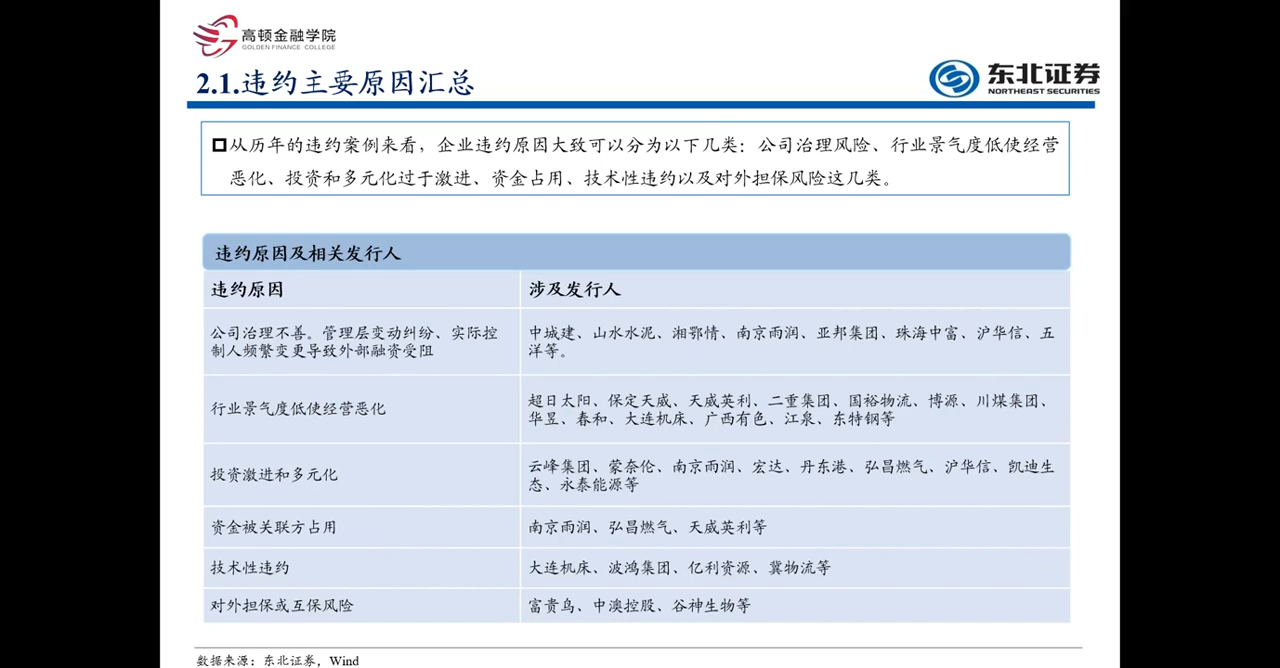 高顿金融学院
GOLDEN FINANCE COLLEGE
2.1.违约主要原因汇总
东北证券
NORTHEAST SECURITIES
从历年的违约案例来看，企业违约原因大致可以分为以下几类：公司治理风险、行业景气度低使经营
恶化、投资和多元化过于激进、资金占用、技术性违约以及对外担保风险这几类。
违约原因及相关发行人
违约原因
涉及发行人
公司治理不善。管理层变动纠纷、实际控
制人频繁变更导致外部融资受阻
中城建、山水水泥、湘鄂情、南京雨润、亚邦集团、珠海中富、沪华信、五
洋等。
行业景气度低使经营恶化
超日太阳、保定天威、天威英利、二重集团、国裕物流、博源、川煤集团、
华昱、春和、大连机床、广西有色、江泉、东特钢等
投资激进和多元化
云峰集团、蒙奈伦、南京雨润、宏达、丹东港、弘昌燃气、沪华信、凯迪生
态、永泰能源等
资金被关联方占用
南京雨润、弘昌燃气、天威英利等
技术性违约
大连机床、波鸿集团、亿利资源、冀物流等
对外担保或互保风险
富贵鸟、中澳控股、谷神生物等
数据来源：东北证券，Wind